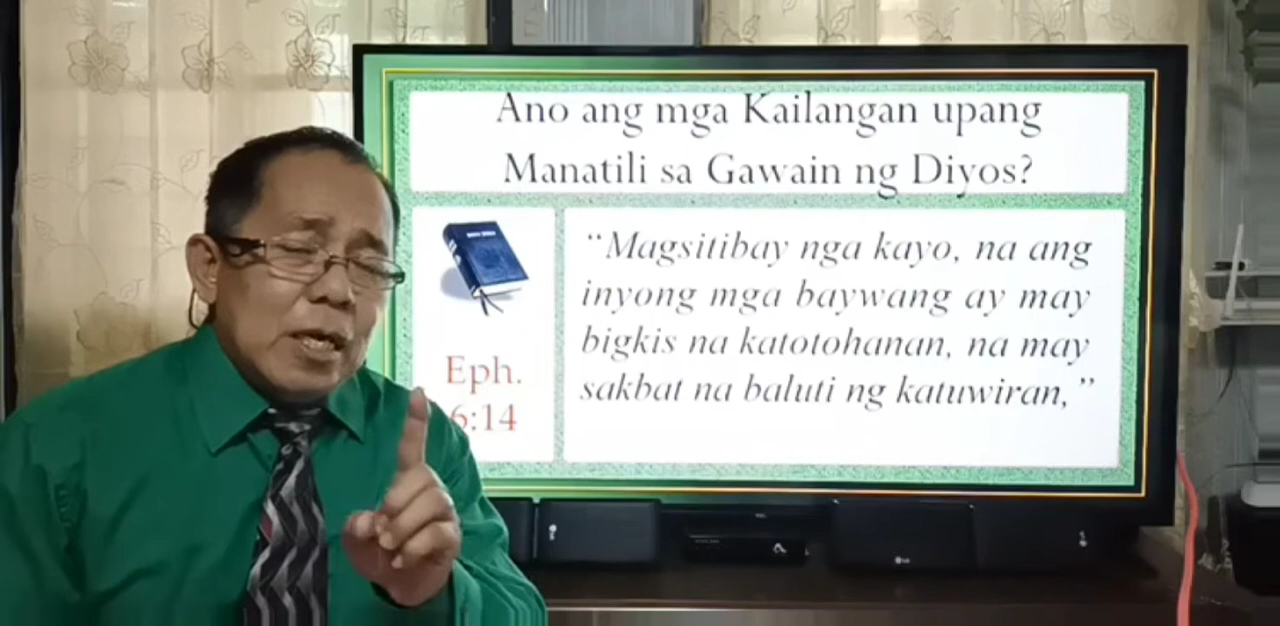 Ano ang mga Kailangan upang
Manatili sa Gawain ng Diyos?
Eph.
6:14
“Magsitibay nga kayo, na ang
inyong mga baywang ay may
bigkis na katotohanan, na may
sakbat na baluti ng katuwiran,”
LG